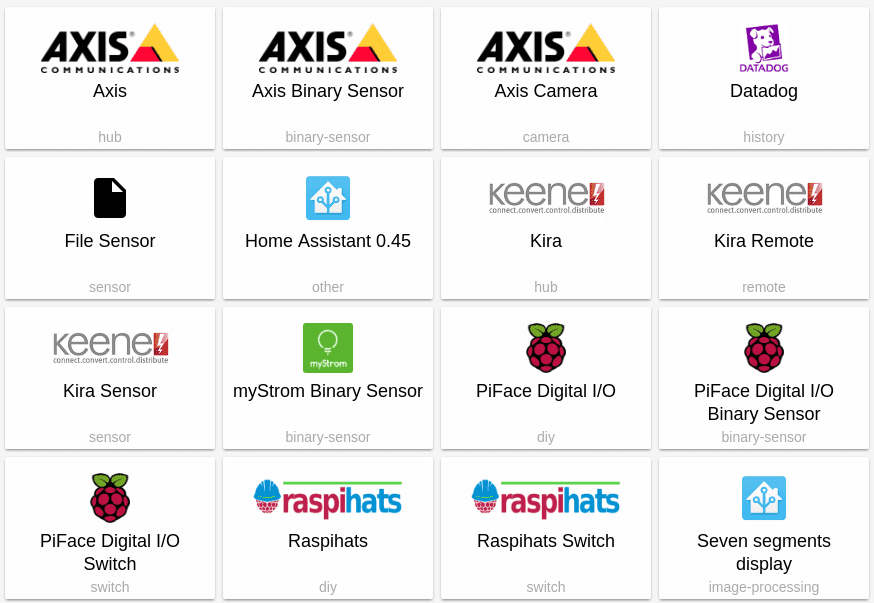 AXIS
COMMUNICATIONS
Axis
hub
AXIS
COMMUNICATIONS
Axis Binary Sensor
binary-sensor
AXIS
COMMUNICATIONS
Axis Camera
camera
DATADOG
Datadog
history
File Sensor
sensor
Home Assistant 0.45
other
keene
connect.convert.control.distribute
Kira
hub
keene
connect.convert.control.distribute
Kira Remote
remote
keene
connect.convert.control.distribute
Kira Sensor
sensor
myStrom
myStrom Binary Sensor
binary-sensor
PiFace Digital I/O
diy
PiFace Digital I/O
Binary Sensor
binary-sensor
PiFace Digital I/O
Switch
switch
raspihats
Raspihats
diy
raspihats
Raspihats Switch
switch
Seven segments
display
image-processing